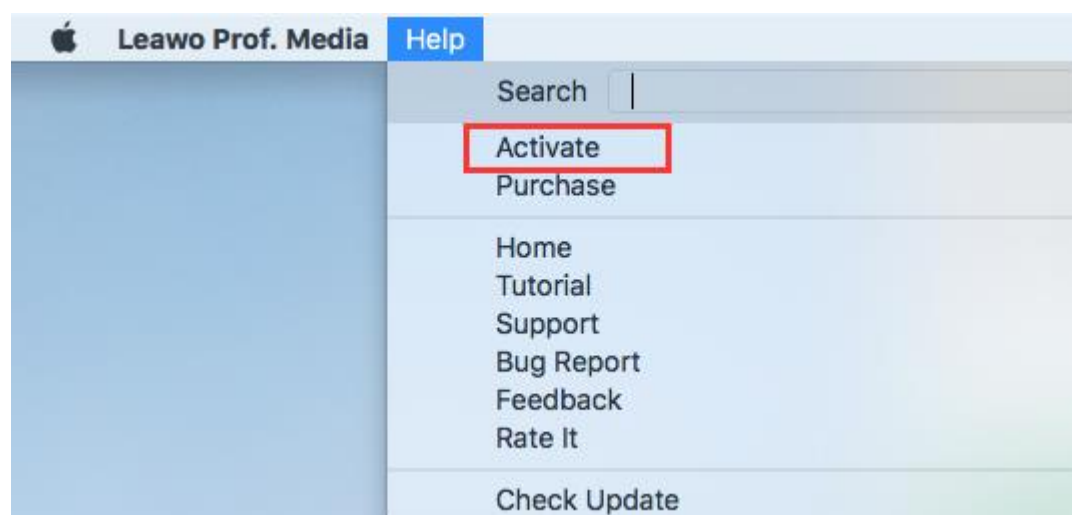 Leawo Prof. Media Help
Search
Activate
Purchase
Home
Tutorial
Support
Bug Report
Feedback
Rate It
Check Update